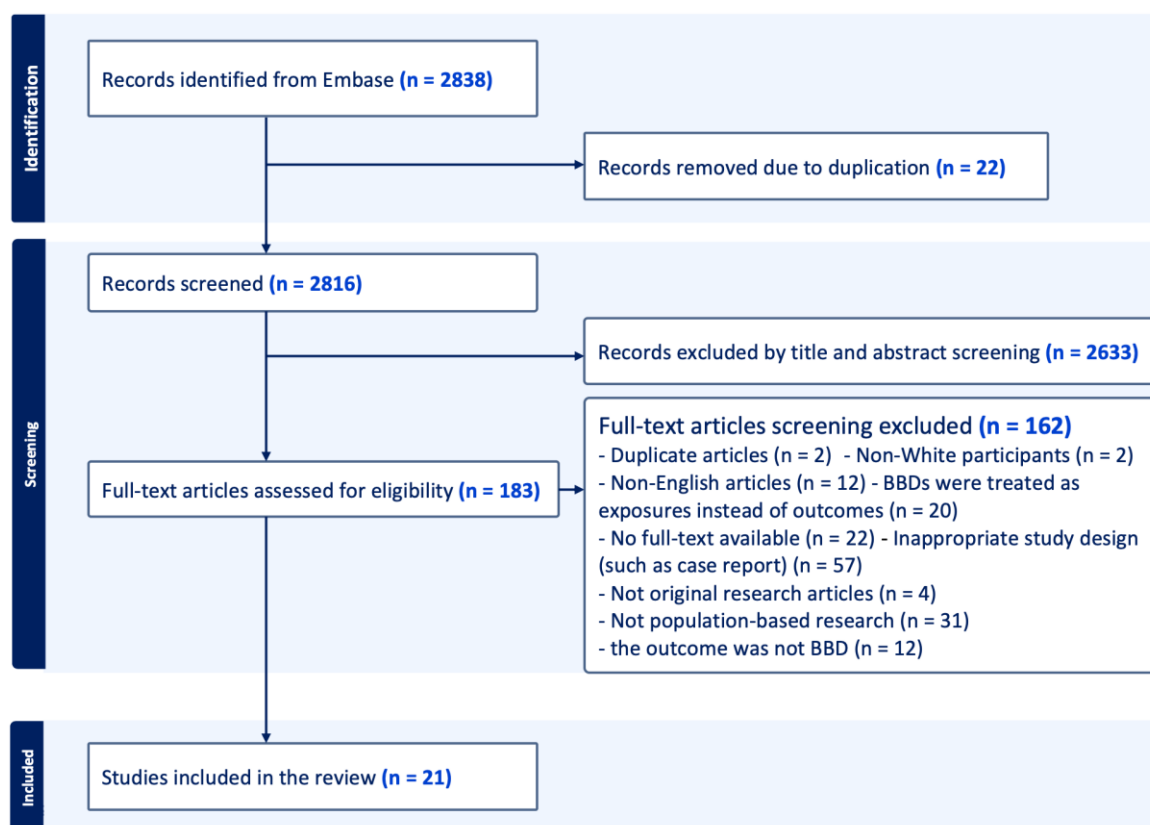 Identification
Records identified from Embase (n = 2838)
Records removed due to duplication (n = 22)
Screening
Records screened (n = 2816)
Records excluded by title and abstract screening (n = 2633)
Full-text articles assessed for eligibility (n = 183)
Full-text articles screening excluded (n = 162)
- Duplicate articles (n = 2)  - Non-White participants (n = 2)
- Non-English articles (n = 12) - BBDs were treated as
exposures instead of outcomes (n = 20)
- No full-text available (n = 22) - Inappropriate study design
(such as case report) (n = 57)
- Not original research articles (n = 4)
- Not population-based research (n = 31)
- the outcome was not BBD (n = 12)
Included
Studies included in the review (n = 21)